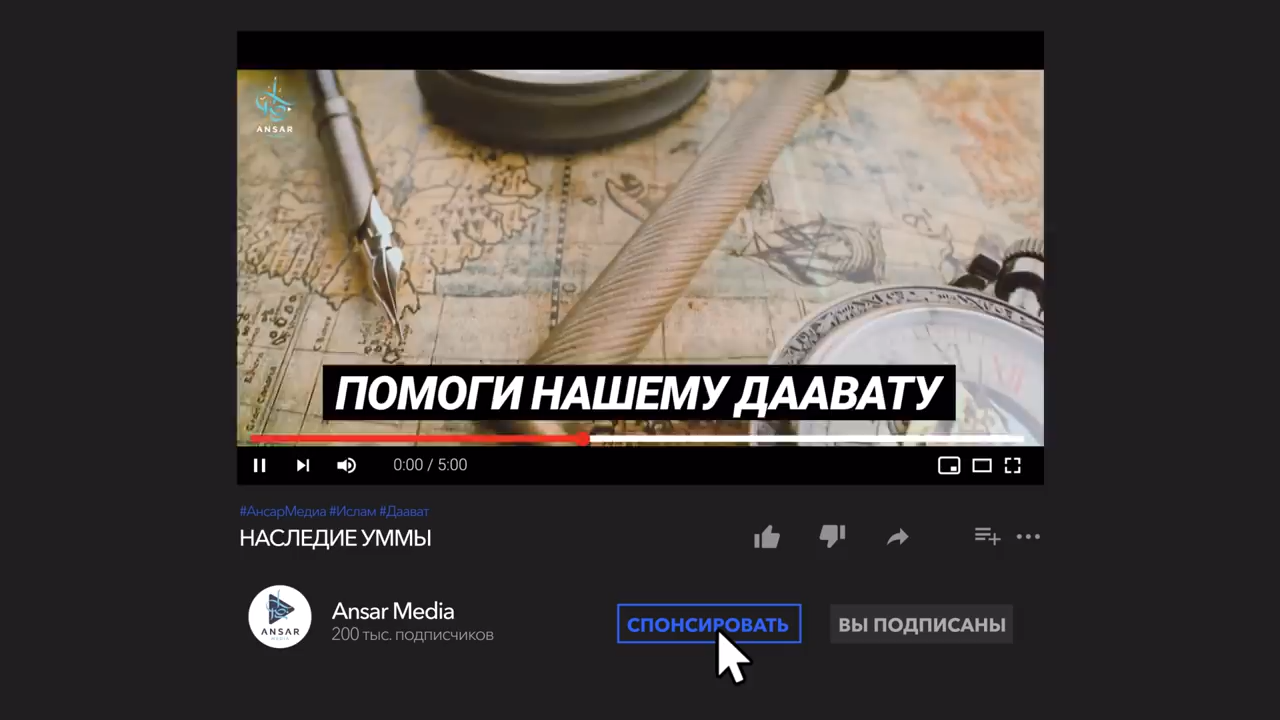 ANSAR
ПОМОГИ НАШЕМУ ДААВАТУ
0:00 / 5:00
#АнсарМедиа #Ислам #Даават
НАСЛЕДИЕ УММЫ
Ansar Media
200 тыс. подписчиков
ANSAR
MEDIA
СПОНСИРОВАТЬ
ВЫ ПОДПИСАНЫ